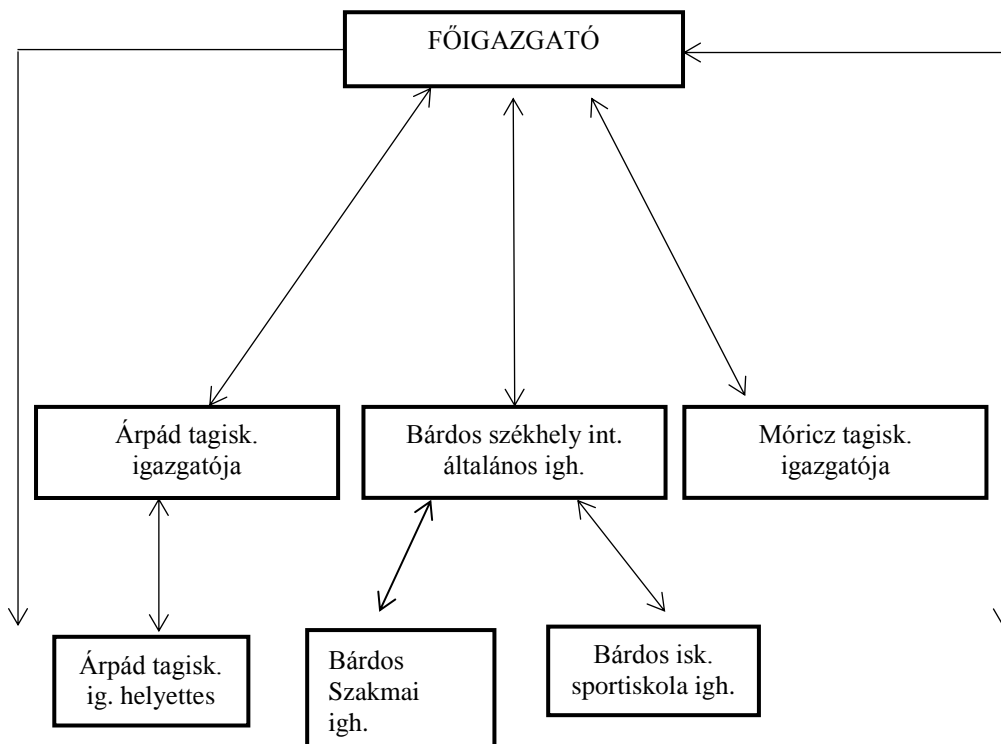 FŐIGAZGATÓ
Árpád tagisk.
igazgatója
Bárdos székhely int.
általános igh.
Móricz tagisk.
igazgatója
Árpád tagisk.
ig. helyettes
Bárdos
Szakmai
igh.
Bárdos isk.
sportiskola igh.